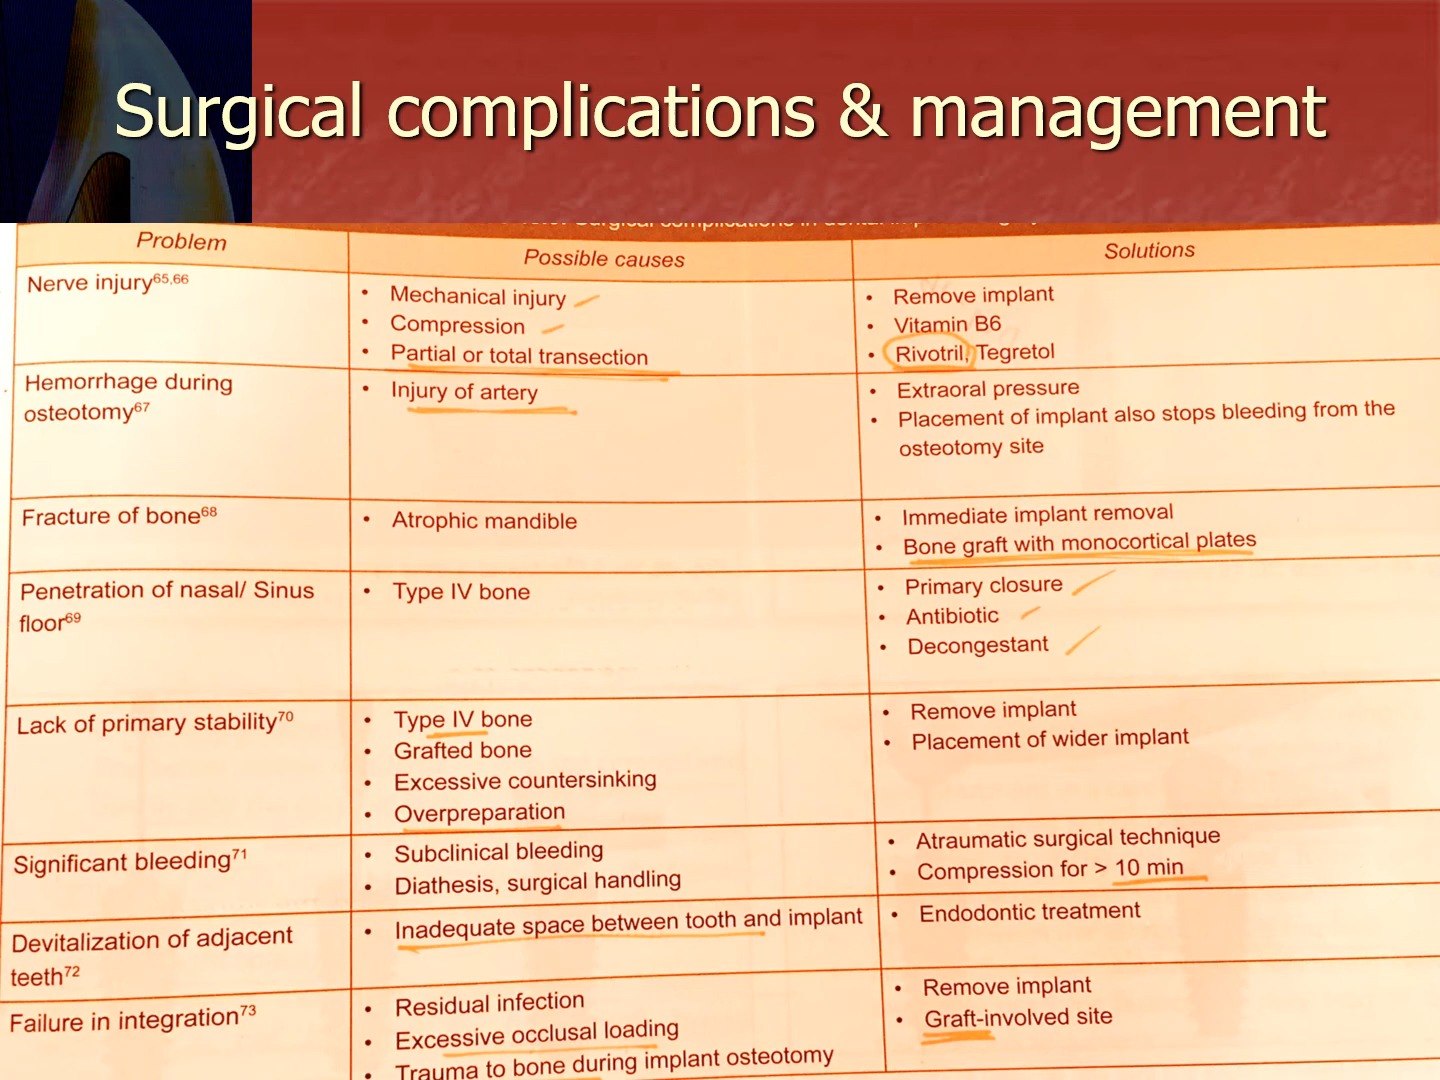 Surgical complications & management
Problem
Possible causes
Solutions
Nerve injury65,66
• Mechanical injury
• Compression
• Partial or total transection
• Remove implant
• Vitamin B6
• Rivotril, Tegretol
Hemorrhage during
osteotomy67
• Injury of artery
• Extraoral pressure
• Placement of implant also stops bleeding from the
osteotomy site
Fracture of bone68
• Atrophic mandible
• Immediate implant removal
• Bone graft with monocortical plates
Penetration of nasal/ Sinus
floor69
• Type IV bone
• Primary closure
• Antibiotic
• Decongestant
Lack of primary stability70
• Type IV bone
• Grafted bone
• Excessive countersinking
• Overpreparation
• Remove implant
• Placement of wider implant
Significant bleeding71
• Subclinical bleeding
• Diathesis, surgical handling
• Atraumatic surgical technique
• Compression for > 10 min
Devitalization of adjacent
teeth72
• Inadequate space between tooth and implant
• Endodontic treatment
Failure in integration73
• Residual infection
• Excessive occlusal loading
• Trauma to bone during implant osteotomy
• Remove implant
• Graft-involved site